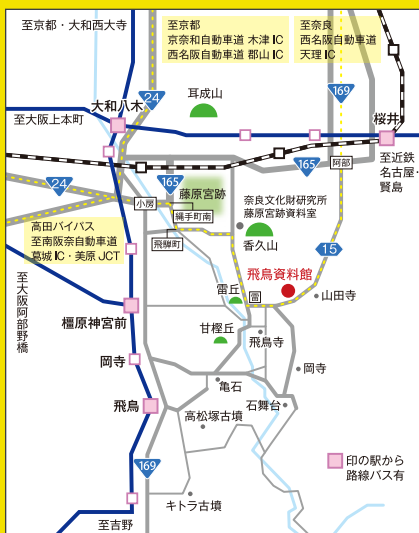 至京都・大和西大寺
至京都
京奈和自動車道 木津IC
西名阪自動車道 郡山IC
至奈良
西名阪自動車道
天理IC
24
169
大和八木
耳成山
桜井
至大阪上本町
165
阿部
至近鉄
名古屋・
賢島
24
165
藤原宮跡
小房
縄手町南
飛騨町
奈良文化財研究所
藤原宮跡資料室
香久山
高田バイパス
至南阪奈自動車道
葛城IC・美原JCT
15
飛鳥資料館
雷丘
山田寺
至大阪阿部野橋
橿原神宮前
甘樫丘
飛鳥寺
岡寺
岡寺
亀石
飛鳥
石舞台
高松塚古墳
169
印の駅から
路線バス有
キトラ古墳
至吉野